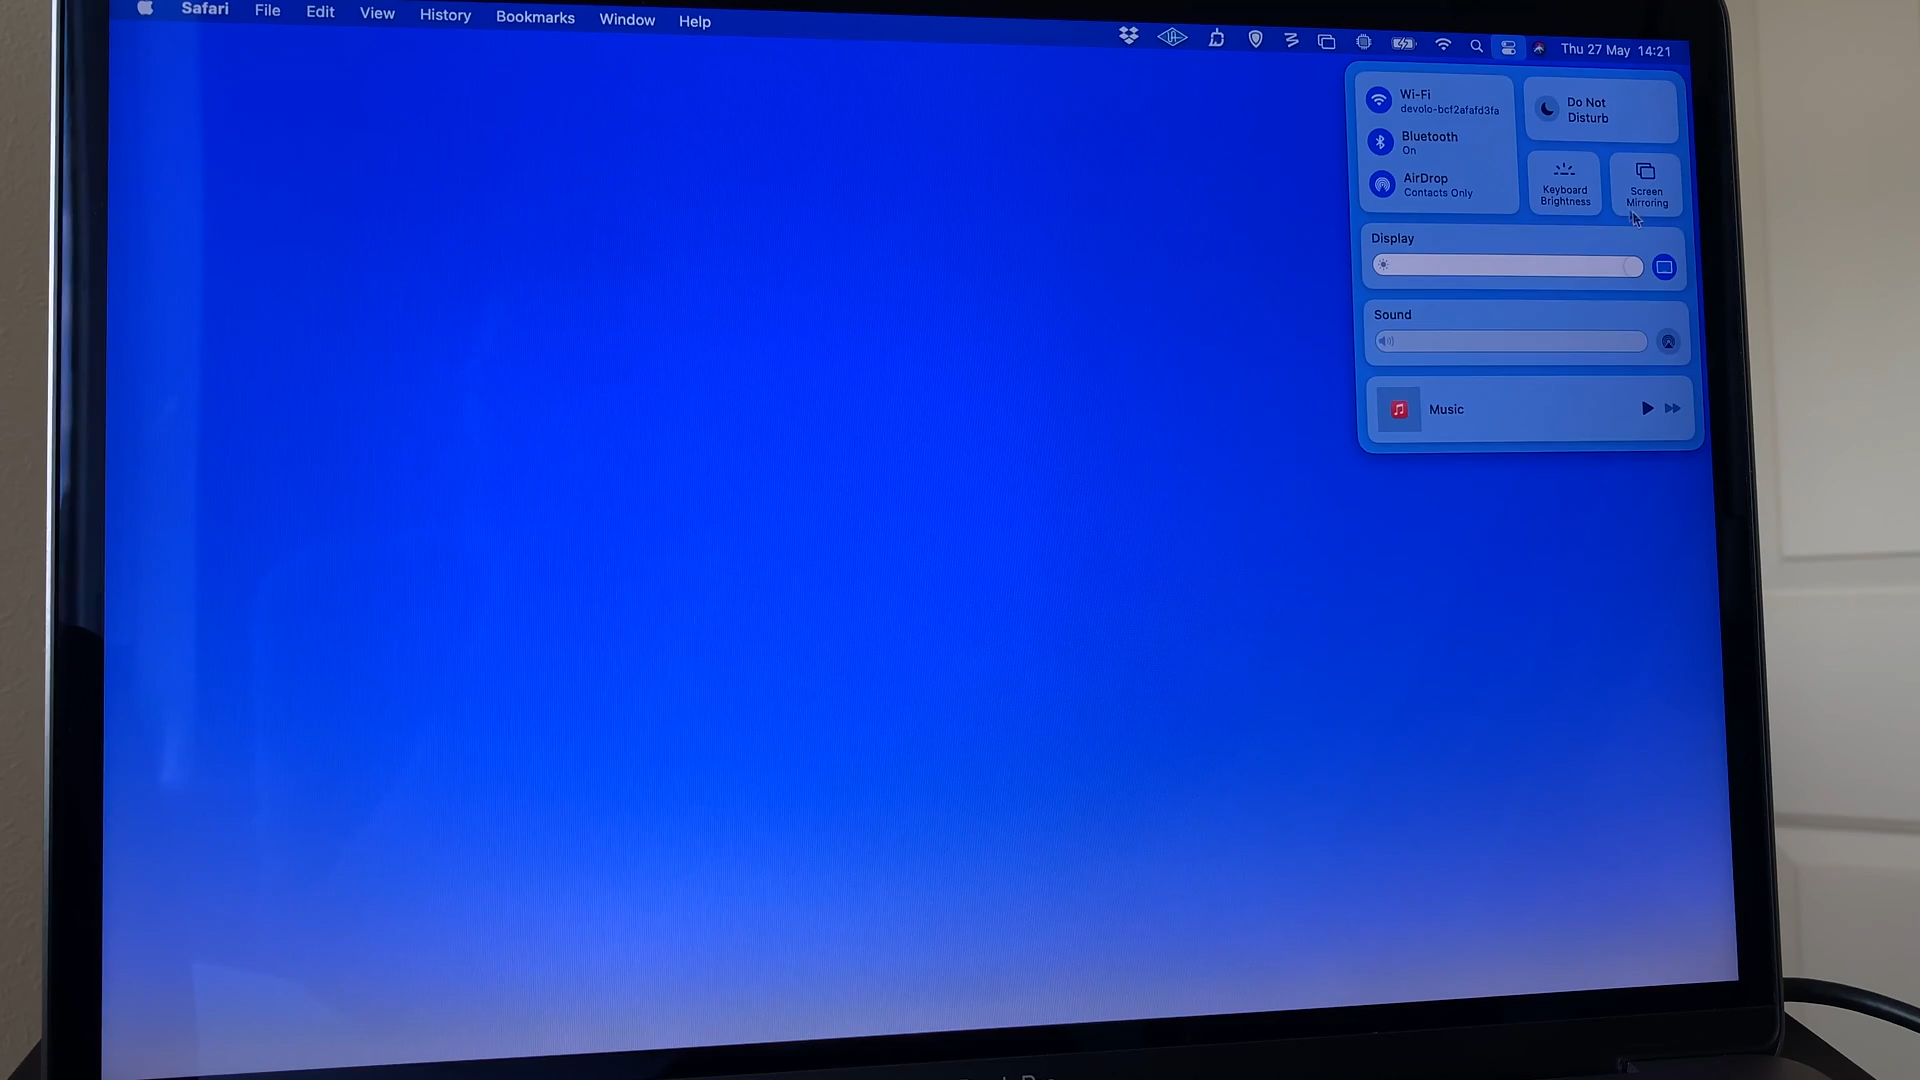 Safari File Edit View History Bookmarks Window Help
Thu 27 May 14:21
Wi-Fi
devolo-bcf2afafd3fa
Bluetooth
On
AirDrop
Contacts Only
Do Not
Disturb
Keyboard
Brightness
Screen
Mirroring
Display
Sound
Music